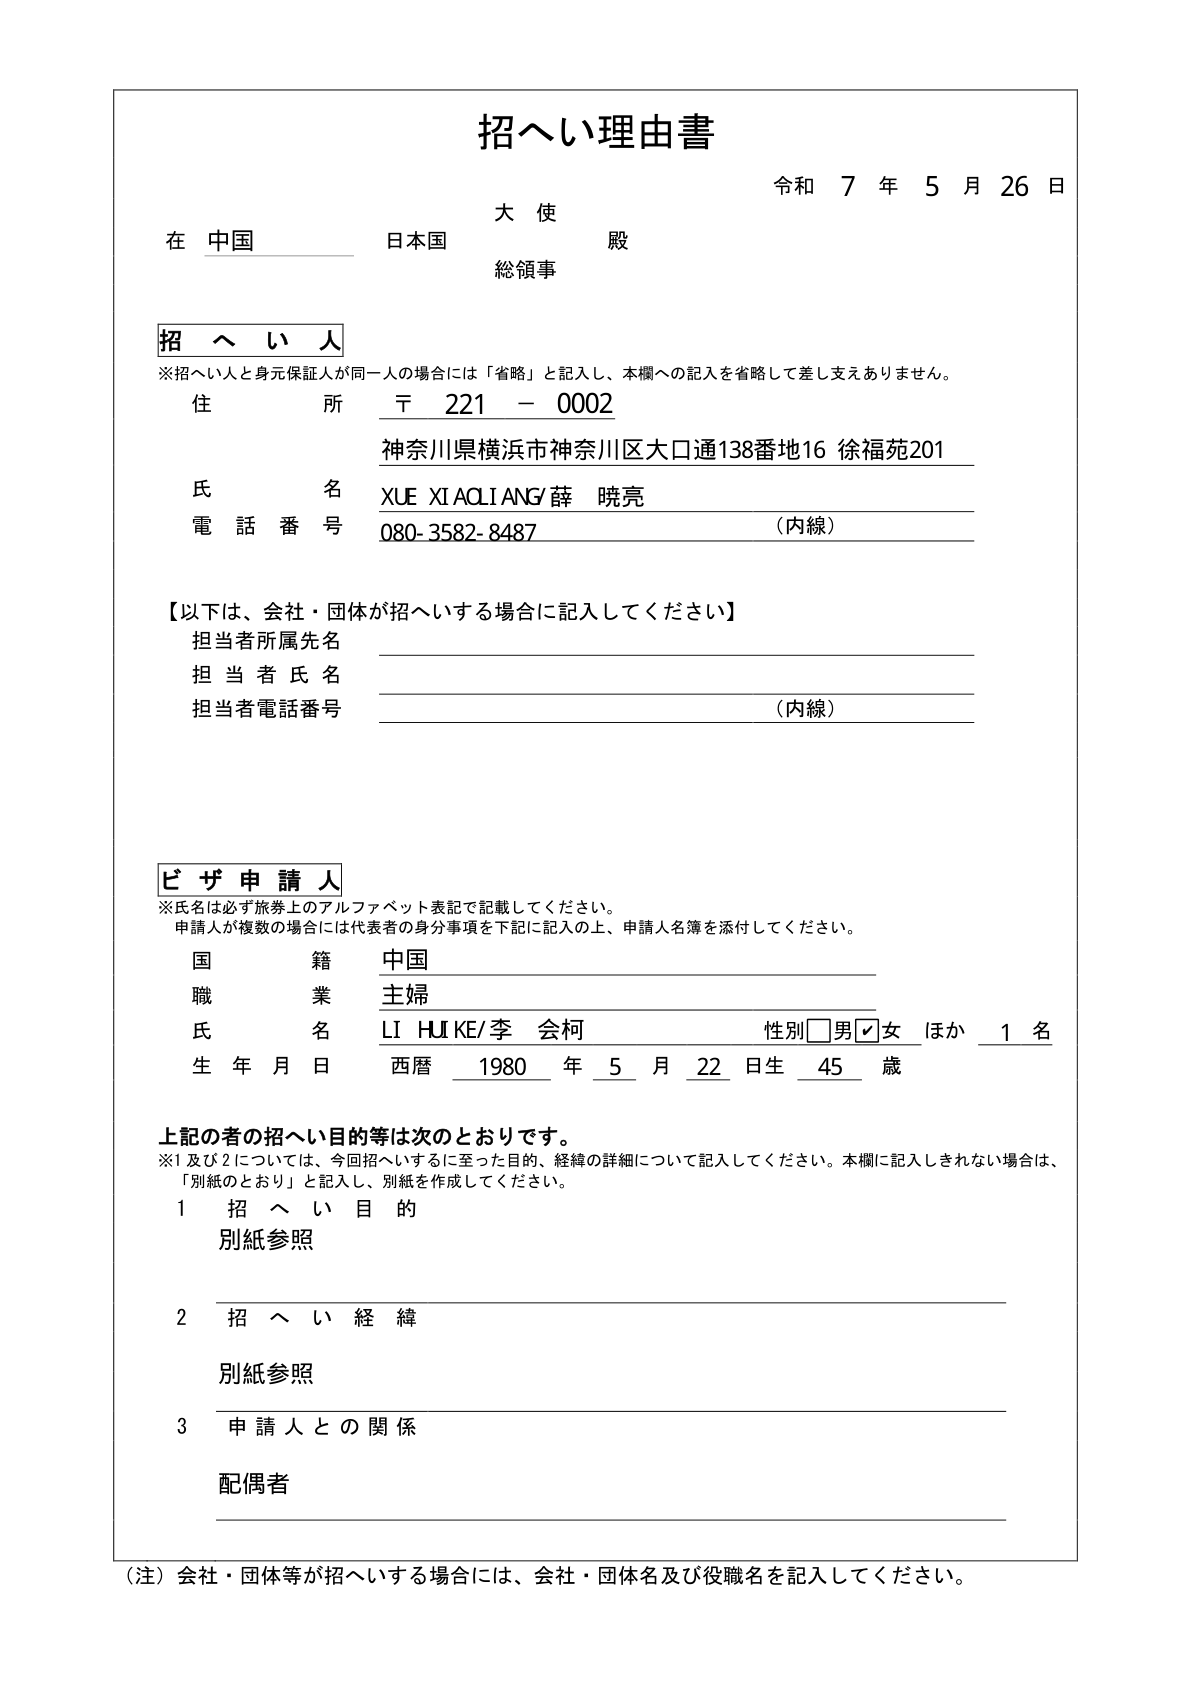 招へい理由書
令和 7 年 5 月 26 日
大 使
在 中国 日本国 殿
総領事
招 へ い 人
※招へい人と身元保証人が同一人の場合には「省略」と記入し、本欄への記入を省略して差し支えありません。
住 所 〒 221 － 0002
神奈川県横浜市神奈川区大口通138番地16 徐福苑201
氏 名 XUE XIAOLIANG/薛 暁亮
電 話 番 号 080-3582-8487 （内線）
【以下は、会社・団体が招へいする場合に記入してください】
担当者所属先名
担 当 者 氏 名
担当者電話番号 （内線）
ビ ザ 申 請 人
※氏名は必ず旅券上のアルファベット表記で記載してください。
申請人が複数の場合には代表者の身分事項を下記に記入の上、申請人名簿を添付してください。
国 籍 中国
職 業 主婦
氏 名 LI HUIKE/李 会柯 性別□男☑女 ほか 1 名
生 年 月 日 西暦 1980 年 5 月 22 日生 45 歳
上記の者の招へい目的等は次のとおりです。
※1及び2については、今回招へいするに至った目的、経緯の詳細について記入してください。本欄に記入しきれない場合は、
「別紙のとおり」と記入し、別紙を作成してください。
1 招 へ い 目 的
別紙参照
2 招 へ い 経 緯
別紙参照
3 申 請 人 と の 関 係
配偶者
（注）会社・団体等が招へいする場合には、会社・団体名及び役職名を記入してください。